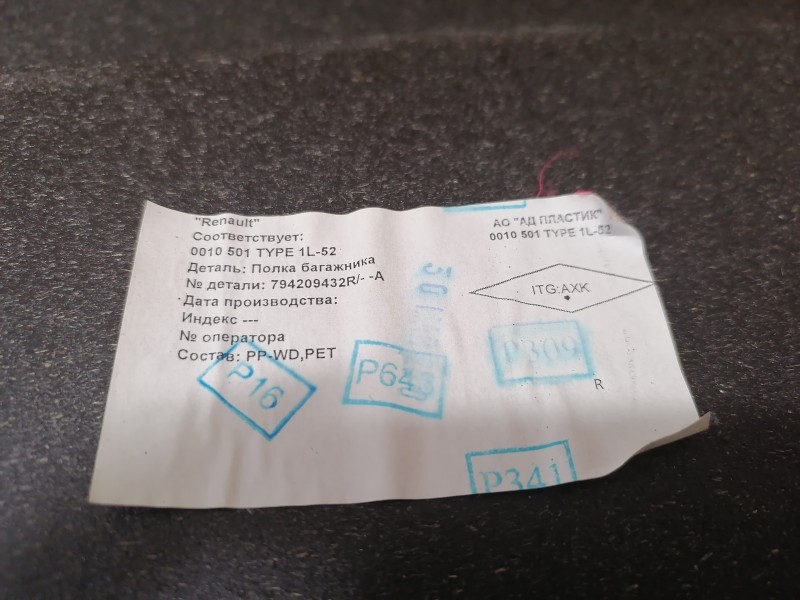 "Renault"
Соответствует:
0010 501 TYPE 1L-52
Деталь: Полка багажника
№ детали: 794209432R/- -A
Дата производства:
Индекс ---
№ оператора
Состав: PP-WD,PET
АО "АД ПЛАСТИК"
0010 501 TYPE 1L-52
ITG:AXK
R
P16
P309
P341